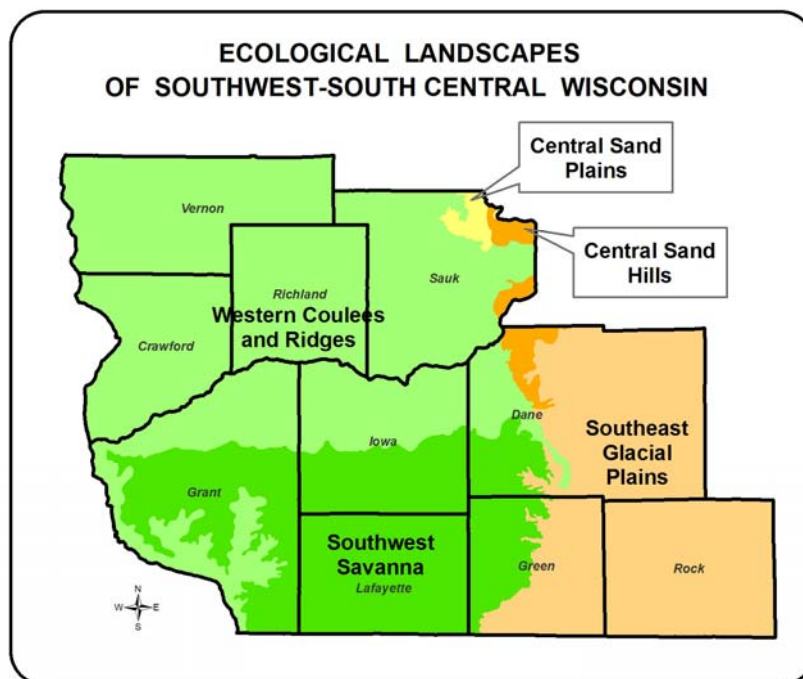 ECOLOGICAL LANDSCAPES
OF SOUTHWEST-SOUTH CENTRAL WISCONSIN
Central Sand
Plains
Vernon
Central Sand
Hills
Sauk
Richland
Western Coulees
and Ridges
Crawford
Dane
Iowa
Southeast
Glacial
Plains
Grant
Southwest
Savanna
Lafayette
Green
Rock
N
W E
S